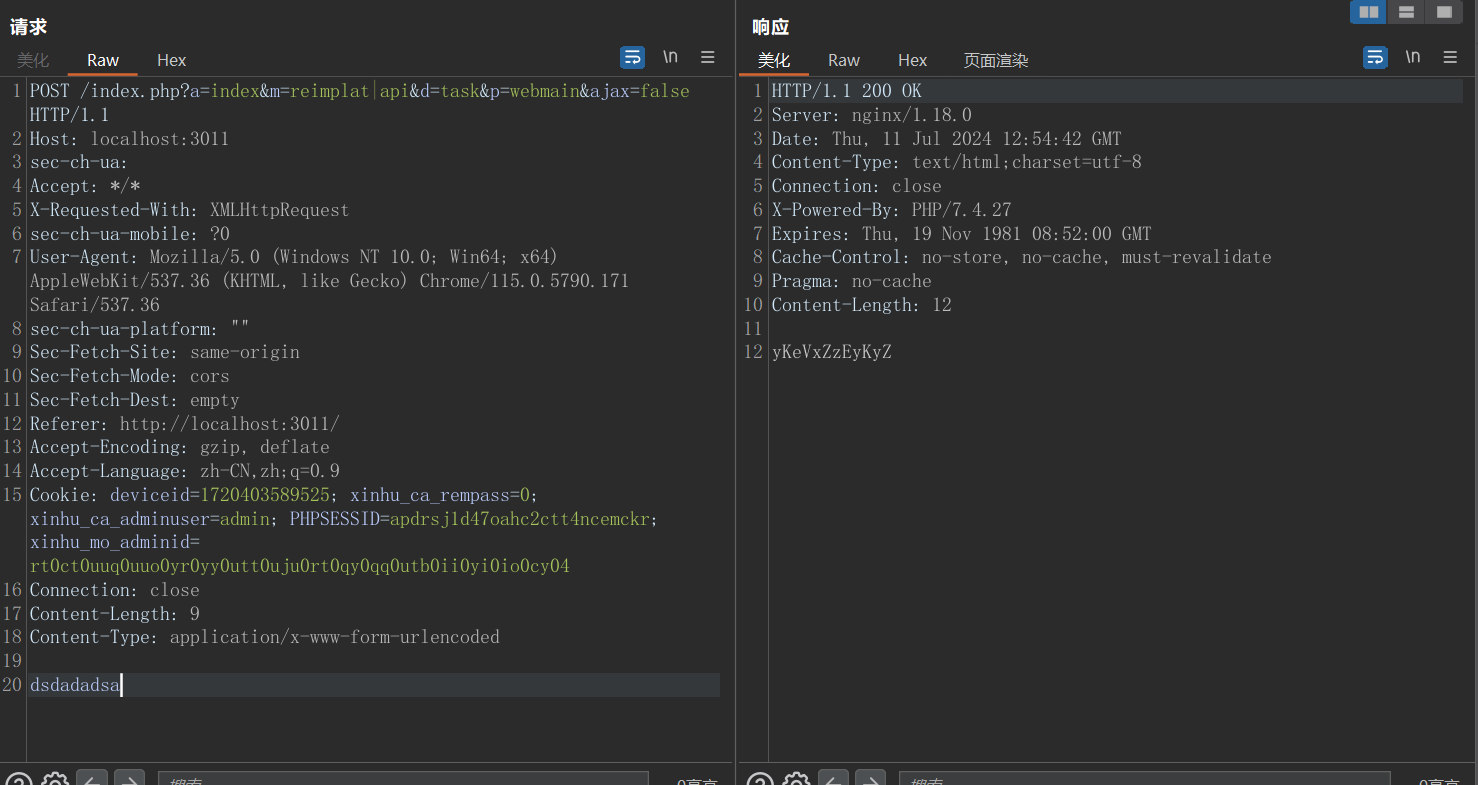 请求
美化 Raw Hex \n
1 POST /index.php?a=index&m=reimplat|api&d=task&p=webmain&ajax=false
HTTP/1.1
2 Host: localhost:3011
3 sec-ch-ua:
4 Accept: */*
5 X-Requested-With: XMLHttpRequest
6 sec-ch-ua-mobile: ?0
7 User-Agent: Mozilla/5.0 (Windows NT 10.0; Win64; x64)
AppleWebKit/537.36 (KHTML, like Gecko) Chrome/115.0.5790.171
Safari/537.36
8 sec-ch-ua-platform: ""
9 Sec-Fetch-Site: same-origin
10 Sec-Fetch-Mode: cors
11 Sec-Fetch-Dest: empty
12 Referer: http://localhost:3011/
13 Accept-Encoding: gzip, deflate
14 Accept-Language: zh-CN,zh;q=0.9
15 Cookie: deviceid=1720403589525; xinhu_ca_rempass=0;
xinhu_ca_adminuser=admin; PHPSESSID=apdrsj1d47oahc2ctt4ncemckr;
xinhu_mo_adminid=
rt0ct0uuq0uuo0yr0yy0utt0uju0rt0qy0qq0utb0ii0yi0io0cy04
16 Connection: close
17 Content-Length: 9
18 Content-Type: application/x-www-form-urlencoded
19
20 dsdadadsa
搜索 0高亮
响应
美化 Raw Hex 页面渲染 \n
1 HTTP/1.1 200 OK
2 Server: nginx/1.18.0
3 Date: Thu, 11 Jul 2024 12:54:42 GMT
4 Content-Type: text/html;charset=utf-8
5 Connection: close
6 X-Powered-By: PHP/7.4.27
7 Expires: Thu, 19 Nov 1981 08:52:00 GMT
8 Cache-Control: no-store, no-cache, must-revalidate
9 Pragma: no-cache
10 Content-Length: 12
11
12 yKeVxZzEyKyZ
搜索 0高亮